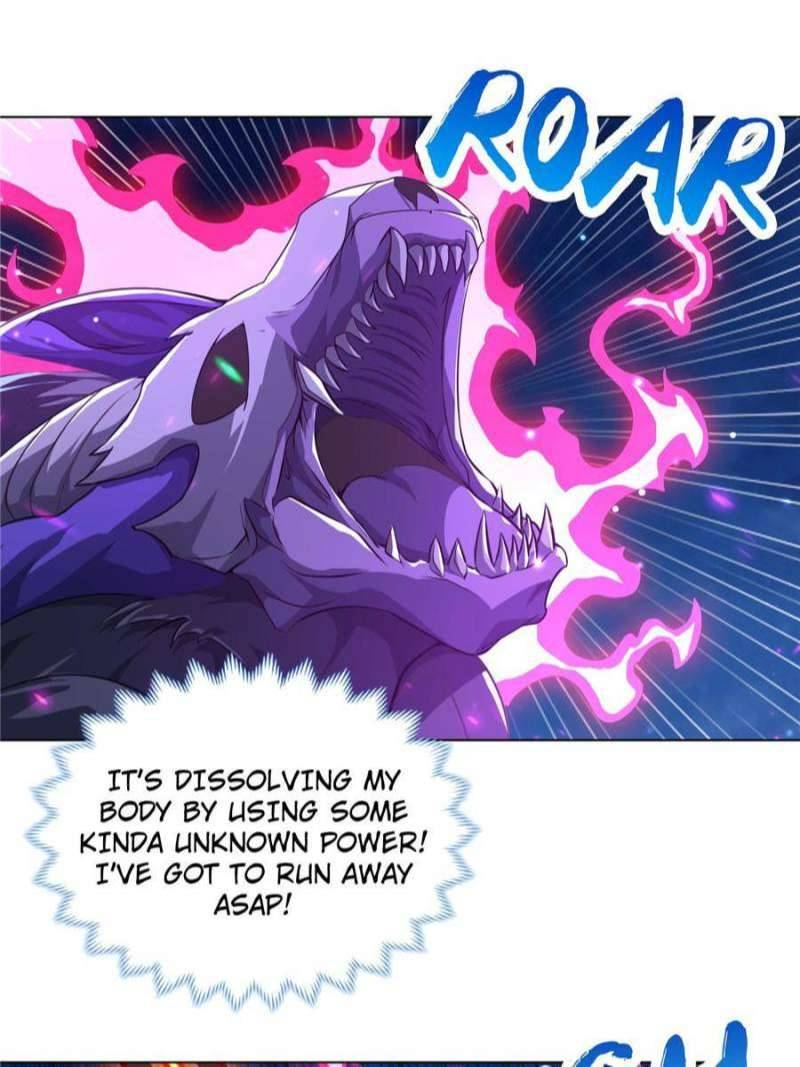 ROAR
IT'S DISSOLVING MY
BODY BY USING SOME
KINDA UNKNOWN POWER!
I'VE GOT TO RUN AWAY
ASAP!